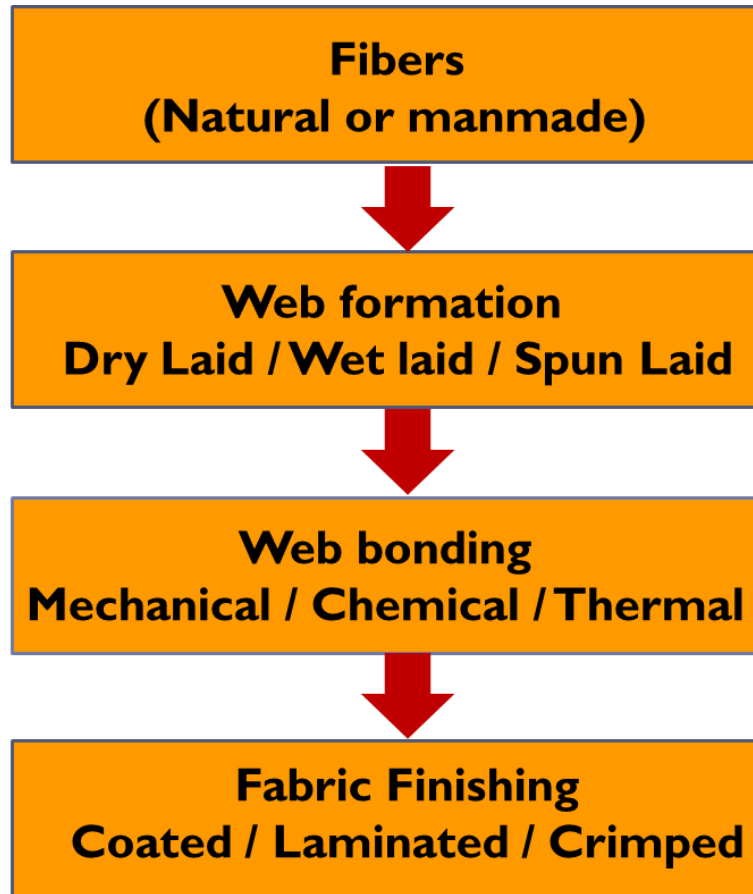 Fibers
(Natural or manmade)
Web formation
Dry Laid / Wet laid / Spun Laid
Web bonding
Mechanical / Chemical / Thermal
Fabric Finishing
Coated / Laminated / Crimped